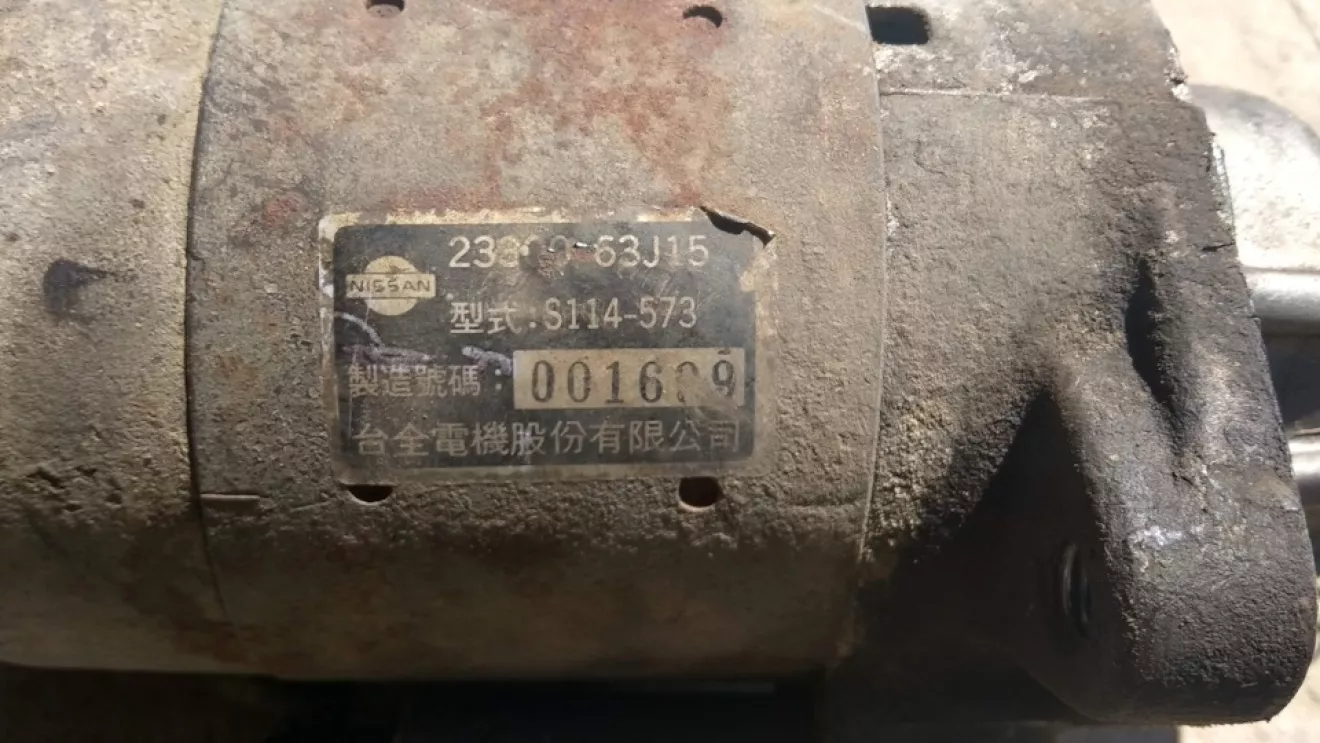 63J15
NISSAN
型式:S114-573
製造號碼:
台全電機股份有限公司